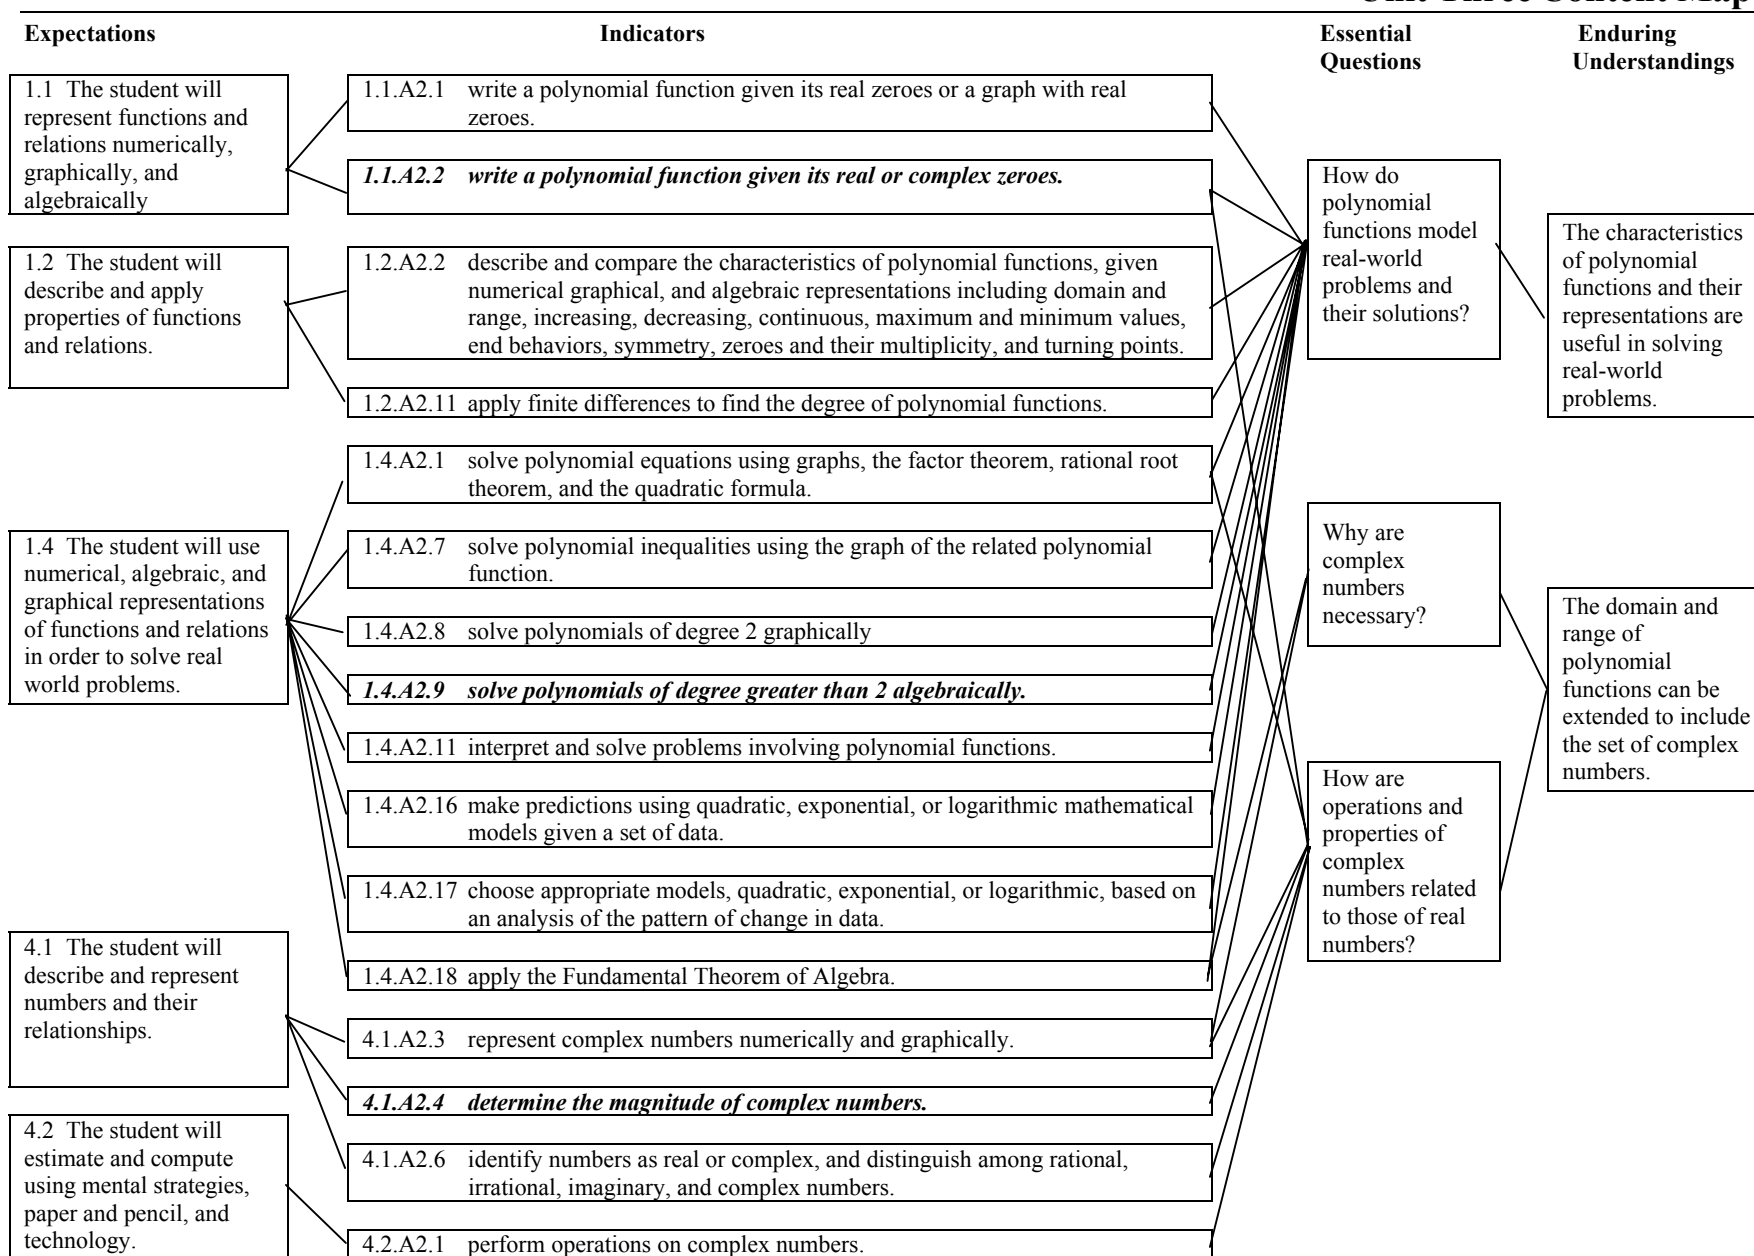 Expectations
Indicators
Essential
Questions
Enduring
Understandings
1.1 The student will
represent functions and
relations numerically,
graphically, and
algebraically
1.2 The student will
describe and apply
properties of functions
and relations.
1.4 The student will use
numerical, algebraic, and
graphical representations
of functions and relations
in order to solve real
world problems.
4.1 The student will
describe and represent
numbers and their
relationships.
4.2 The student will
estimate and compute
using mental strategies,
paper and pencil, and
technology.
1.1.A2.1 write a polynomial function given its real zeroes or a graph with real
zeroes.
1.1.A2.2 write a polynomial function given its real or complex zeroes.
1.2.A2.2 describe and compare the characteristics of polynomial functions, given
numerical graphical, and algebraic representations including domain and
range, increasing, decreasing, continuous, maximum and minimum values,
end behaviors, symmetry, zeroes and their multiplicity, and turning points.
1.2.A2.11 apply finite differences to find the degree of polynomial functions.
1.4.A2.1 solve polynomial equations using graphs, the factor theorem, rational root
theorem, and the quadratic formula.
1.4.A2.7 solve polynomial inequalities using the graph of the related polynomial
function.
1.4.A2.8 solve polynomials of degree 2 graphically
1.4.A2.9 solve polynomials of degree greater than 2 algebraically.
1.4.A2.11 interpret and solve problems involving polynomial functions.
1.4.A2.16 make predictions using quadratic, exponential, or logarithmic mathematical
models given a set of data.
1.4.A2.17 choose appropriate models, quadratic, exponential, or logarithmic, based on
an analysis of the pattern of change in data.
1.4.A2.18 apply the Fundamental Theorem of Algebra.
4.1.A2.3 represent complex numbers numerically and graphically.
4.1.A2.4 determine the magnitude of complex numbers.
4.1.A2.6 identify numbers as real or complex, and distinguish among rational,
irrational, imaginary, and complex numbers.
4.2.A2.1 perform operations on complex numbers.
How do
polynomial
functions model
real-world
problems and
their solutions?
Why are
complex
numbers
necessary?
How are
operations and
properties of
complex
numbers related
to those of real
numbers?
The characteristics
of polynomial
functions and their
representations are
useful in solving
real-world
problems.
The domain and
range of
polynomial
functions can be
extended to include
the set of complex
numbers.